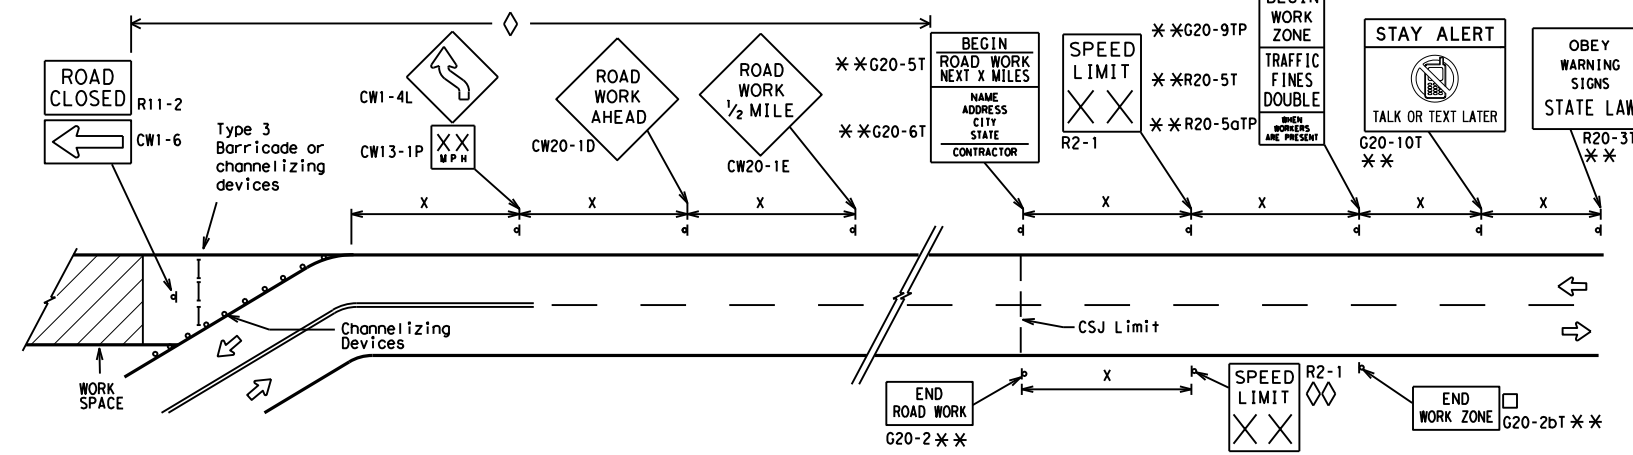 ROAD
CLOSED
R11-2
CW1-6
Type 3
Barricade or
channelizing
devices
CW1-4L
XX
MPH
CW13-1P
ROAD
WORK
AHEAD
CW20-1D
ROAD
WORK
1/2 MILE
CW20-1E
**G20-5T
BEGIN
ROAD WORK
NEXT X MILES
**G20-6T
NAME
ADDRESS
CITY
STATE
CONTRACTOR
SPEED
LIMIT
XX
R2-1
**G20-9TP
BEGIN
WORK
ZONE
**R20-5T
TRAFFIC
FINES
DOUBLE
**R20-5aTP
WHEN
WORKERS
ARE PRESENT
STAY ALERT
TALK OR TEXT LATER
G20-10T
**
OBEY
WARNING
SIGNS
STATE LAW
R20-3T
**
X
X
X
X
X
X
X
WORK
SPACE
Channelizing
Devices
CSJ Limit
X
END
ROAD WORK
G20-2**
SPEED
LIMIT
XX
R2-1
END
WORK ZONE
G20-2bT**